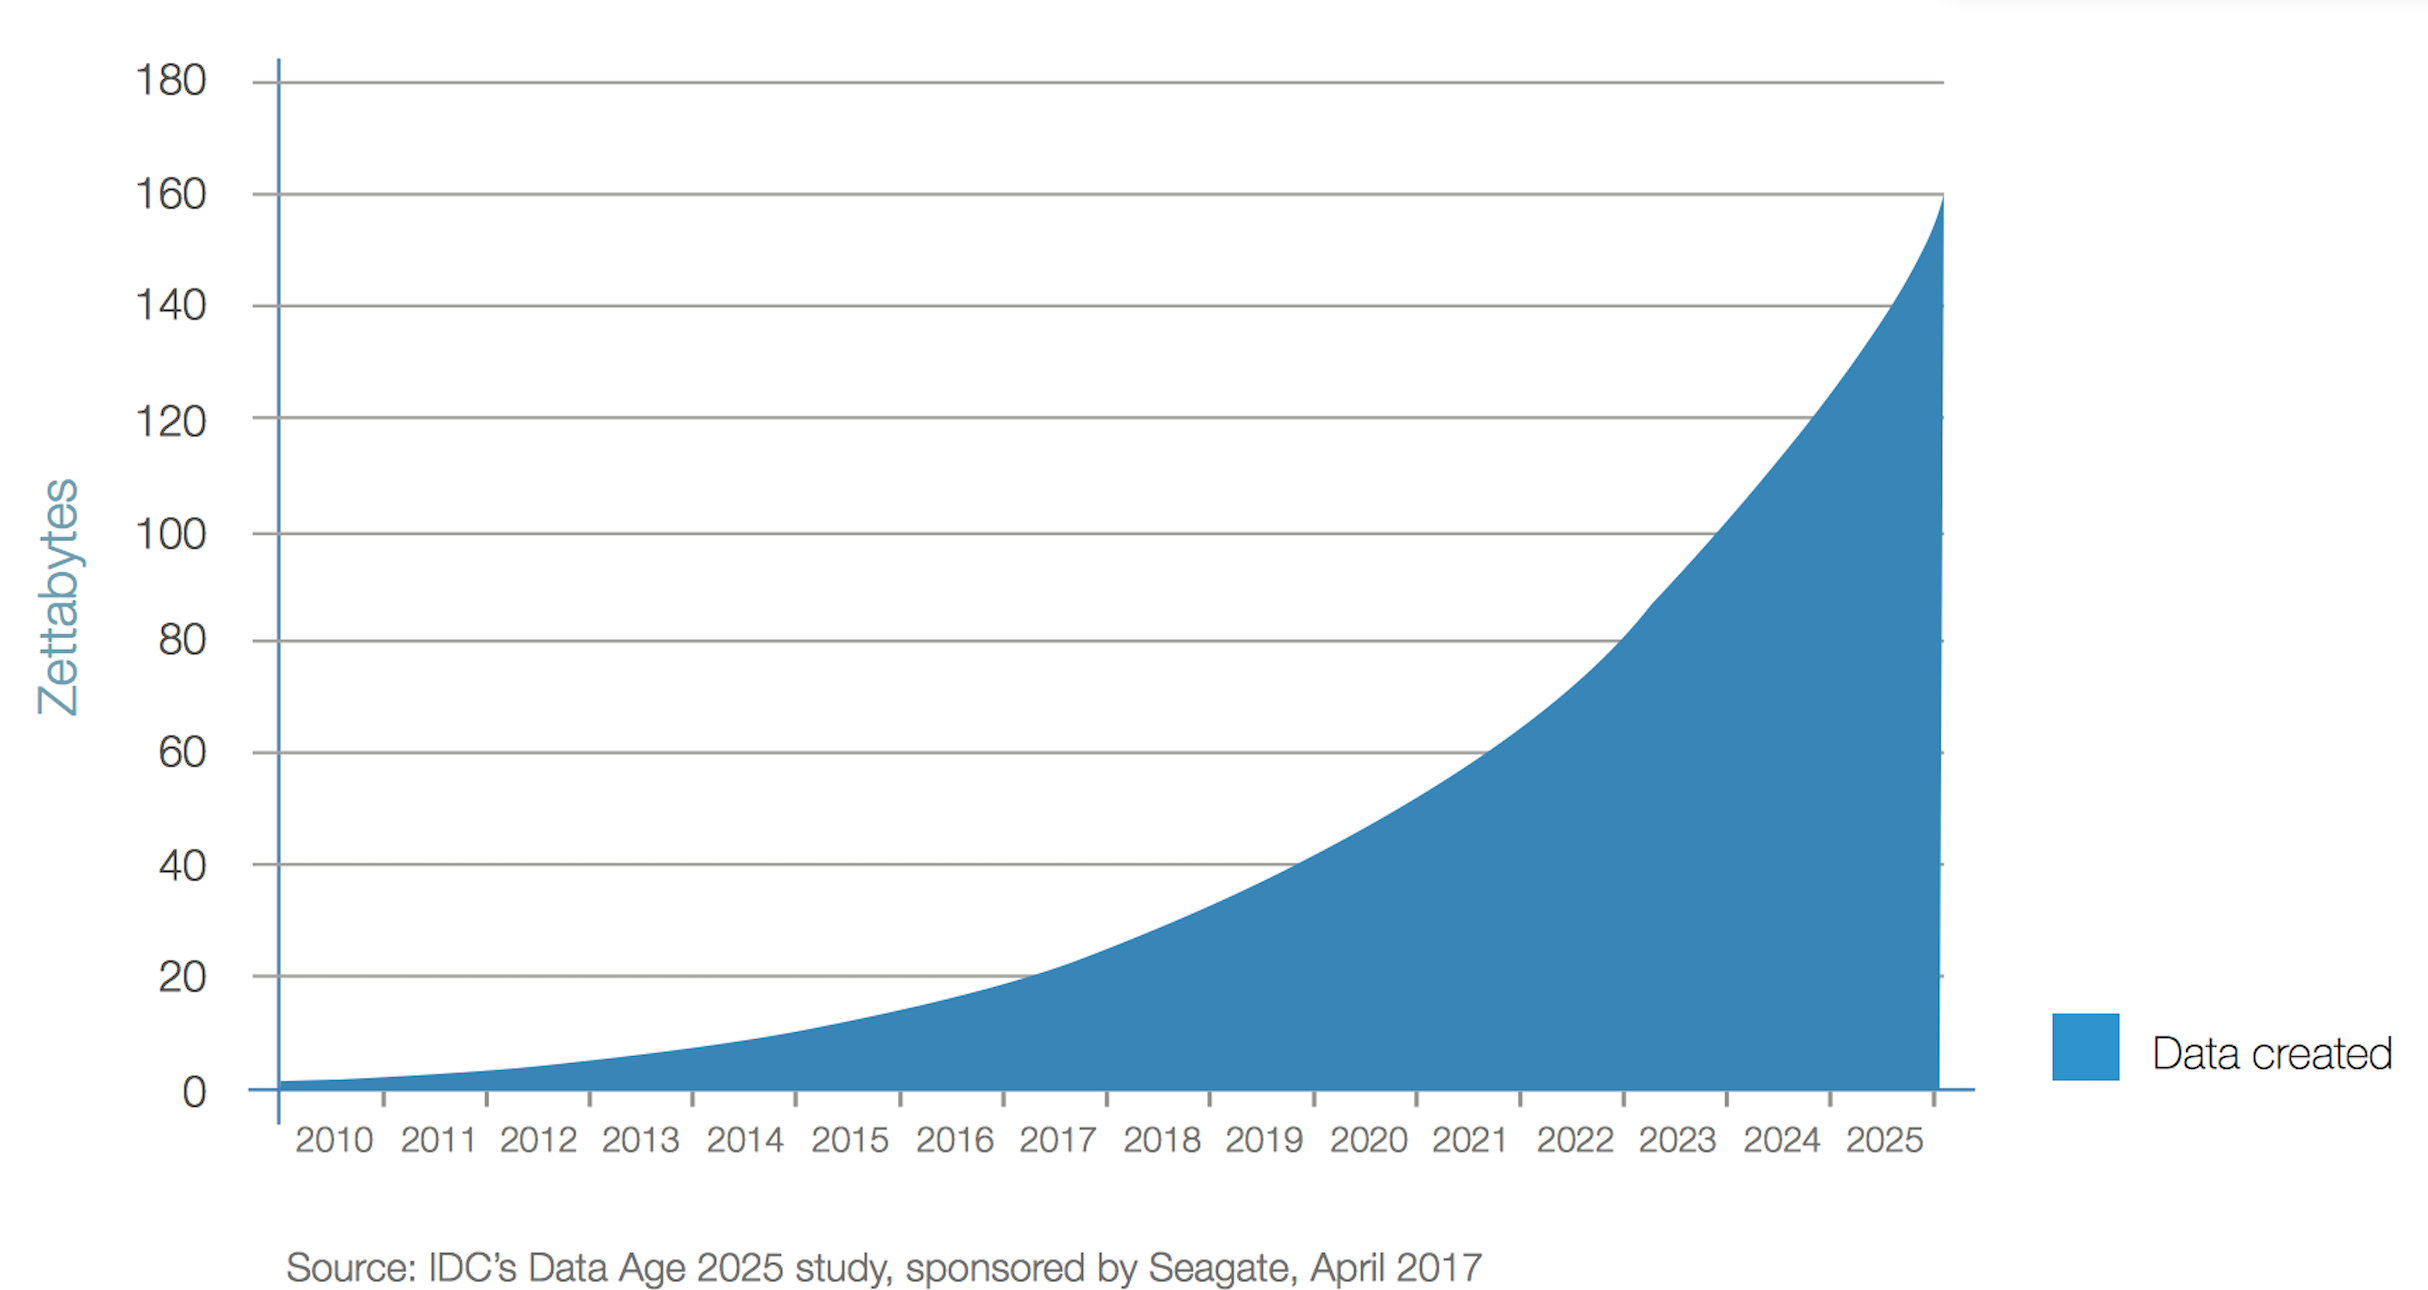 180
160
140
120
100
80
60
40
20
0
Zettabytes
2010 2011 2012 2013 2014 2015 2016 2017 2018 2019 2020 2021 2022 2023 2024 2025
Data created
Source: IDC’s Data Age 2025 study, sponsored by Seagate, April 2017